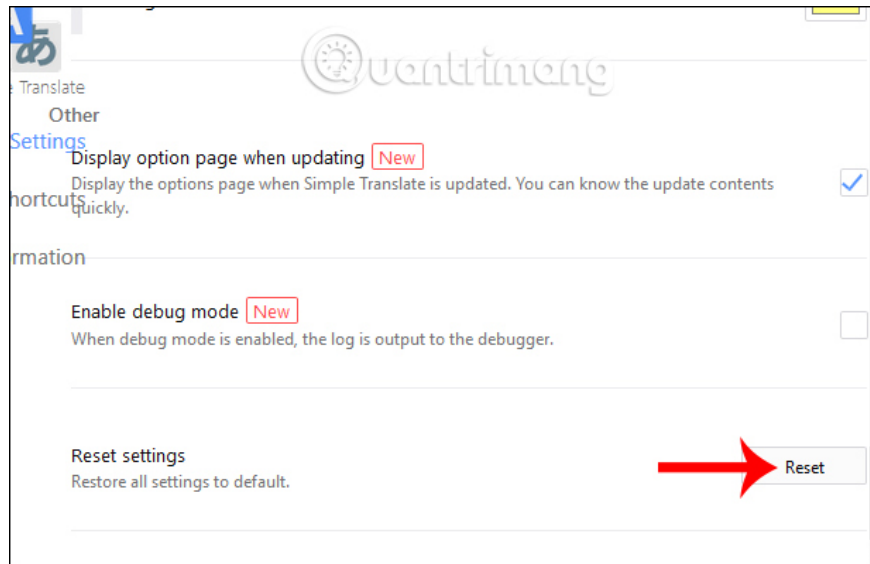 あ
Translate
Quantrimang
Other
Settings
Display option page when updating New
Display the options page when Simple Translate is updated. You can know the update contents
quickly.
hortcuts
rmation
Enable debug mode New
When debug mode is enabled, the log is output to the debugger.
Reset settings
Restore all settings to default.
Reset